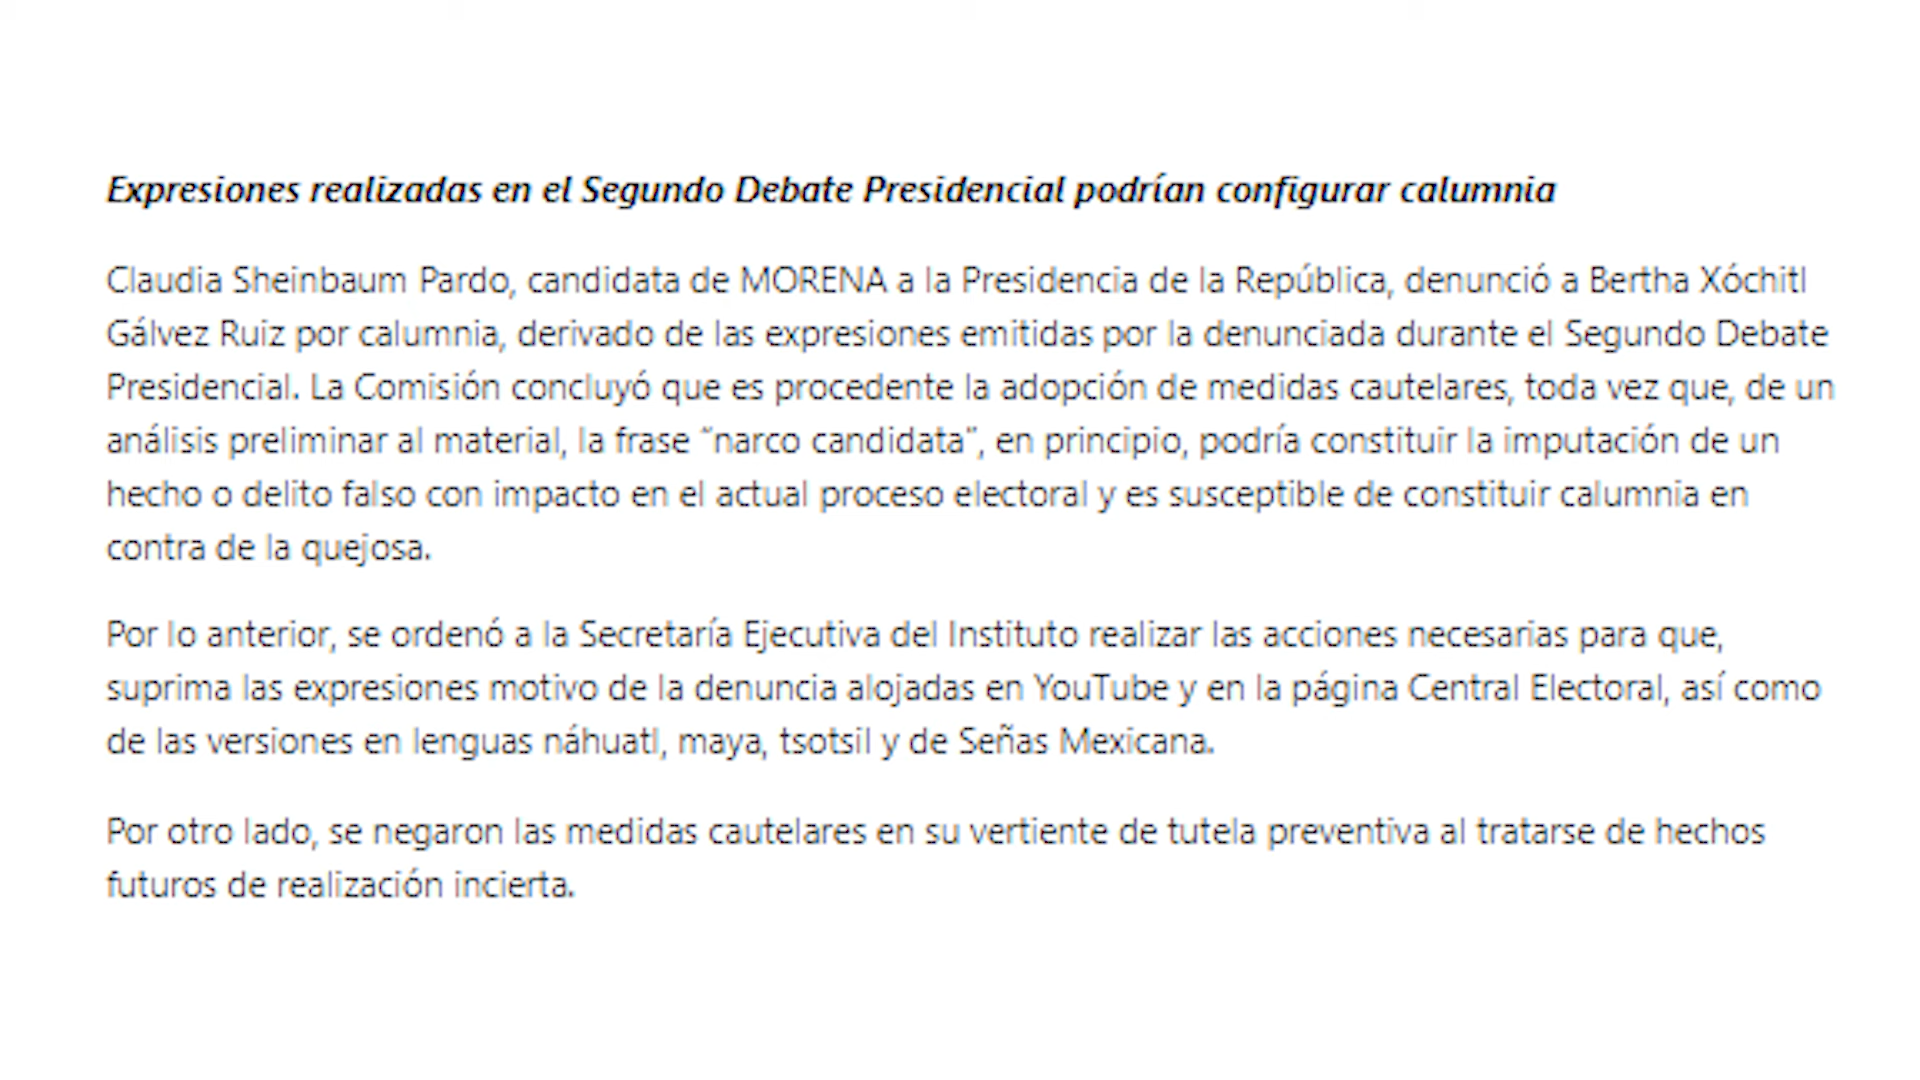 Expresiones realizadas en el Segundo Debate Presidencial podrían configurar calumnia
Claudia Sheinbaum Pardo, candidata de MORENA a la Presidencia de la República, denunció a Bertha Xóchitl
Gálvez Ruiz por calumnia, derivado de las expresiones emitidas por la denunciada durante el Segundo Debate
Presidencial. La Comisión concluyó que es procedente la adopción de medidas cautelares, toda vez que, de un
análisis preliminar al material, la frase “narco candidata”, en principio, podría constituir la imputación de un
hecho o delito falso con impacto en el actual proceso electoral y es susceptible de constituir calumnia en
contra de la quejosa.
Por lo anterior, se ordenó a la Secretaría Ejecutiva del Instituto realizar las acciones necesarias para que,
suprima las expresiones motivo de la denuncia alojadas en YouTube y en la página Central Electoral, así como
de las versiones en lenguas náhuatl, maya, tsotsil y de Señas Mexicana.
Por otro lado, se negaron las medidas cautelares en su vertiente de tutela preventiva al tratarse de hechos
futuros de realización incierta.